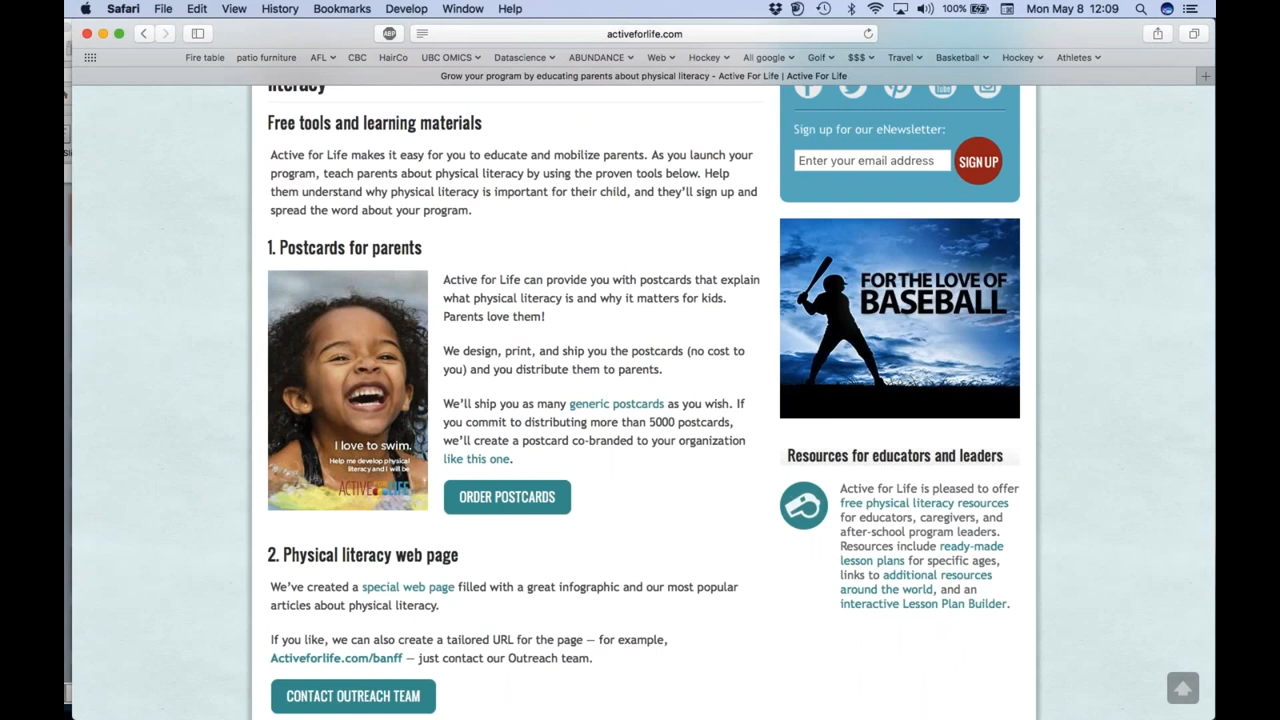 Safari File Edit View History Bookmarks Develop Window Help 100% Mon May 8 12:09
ABP activeforlife.com
Fire table patio furniture AFL CBC HairCo UBC OMICS Datascience ABUNDANCE Web Hockey All google Golf $$$ Travel Basketball Hockey Athletes
Grow your program by educating parents about physical literacy - Active For Life | Active For Life
literacy
Free tools and learning materials
Active for Life makes it easy for you to educate and mobilize parents. As you launch your
program, teach parents about physical literacy by using the proven tools below. Help
them understand why physical literacy is important for their child, and they'll sign up and
spread the word about your program.
1. Postcards for parents
I love to swim.
Help me develop physical
literacy and I will be
ACTIVE FOR LIFE
Active for Life can provide you with postcards that explain
what physical literacy is and why it matters for kids.
Parents love them!
We design, print, and ship you the postcards (no cost to
you) and you distribute them to parents.
We'll ship you as many generic postcards as you wish. If
you commit to distributing more than 5000 postcards,
we'll create a postcard co-branded to your organization
like this one.
ORDER POSTCARDS
2. Physical literacy web page
We've created a special web page filled with a great infographic and our most popular
articles about physical literacy.
If you like, we can also create a tailored URL for the page — for example,
Activeforlife.com/banff — just contact our Outreach team.
CONTACT OUTREACH TEAM
You Tube
Sign up for our eNewsletter:
Enter your email address SIGN UP
FOR THE LOVE OF
BASEBALL
Resources for educators and leaders
Active for Life is pleased to offer
free physical literacy resources
for educators, caregivers, and
after-school program leaders.
Resources include ready-made
lesson plans for specific ages,
links to additional resources
around the world, and an
interactive Lesson Plan Builder.